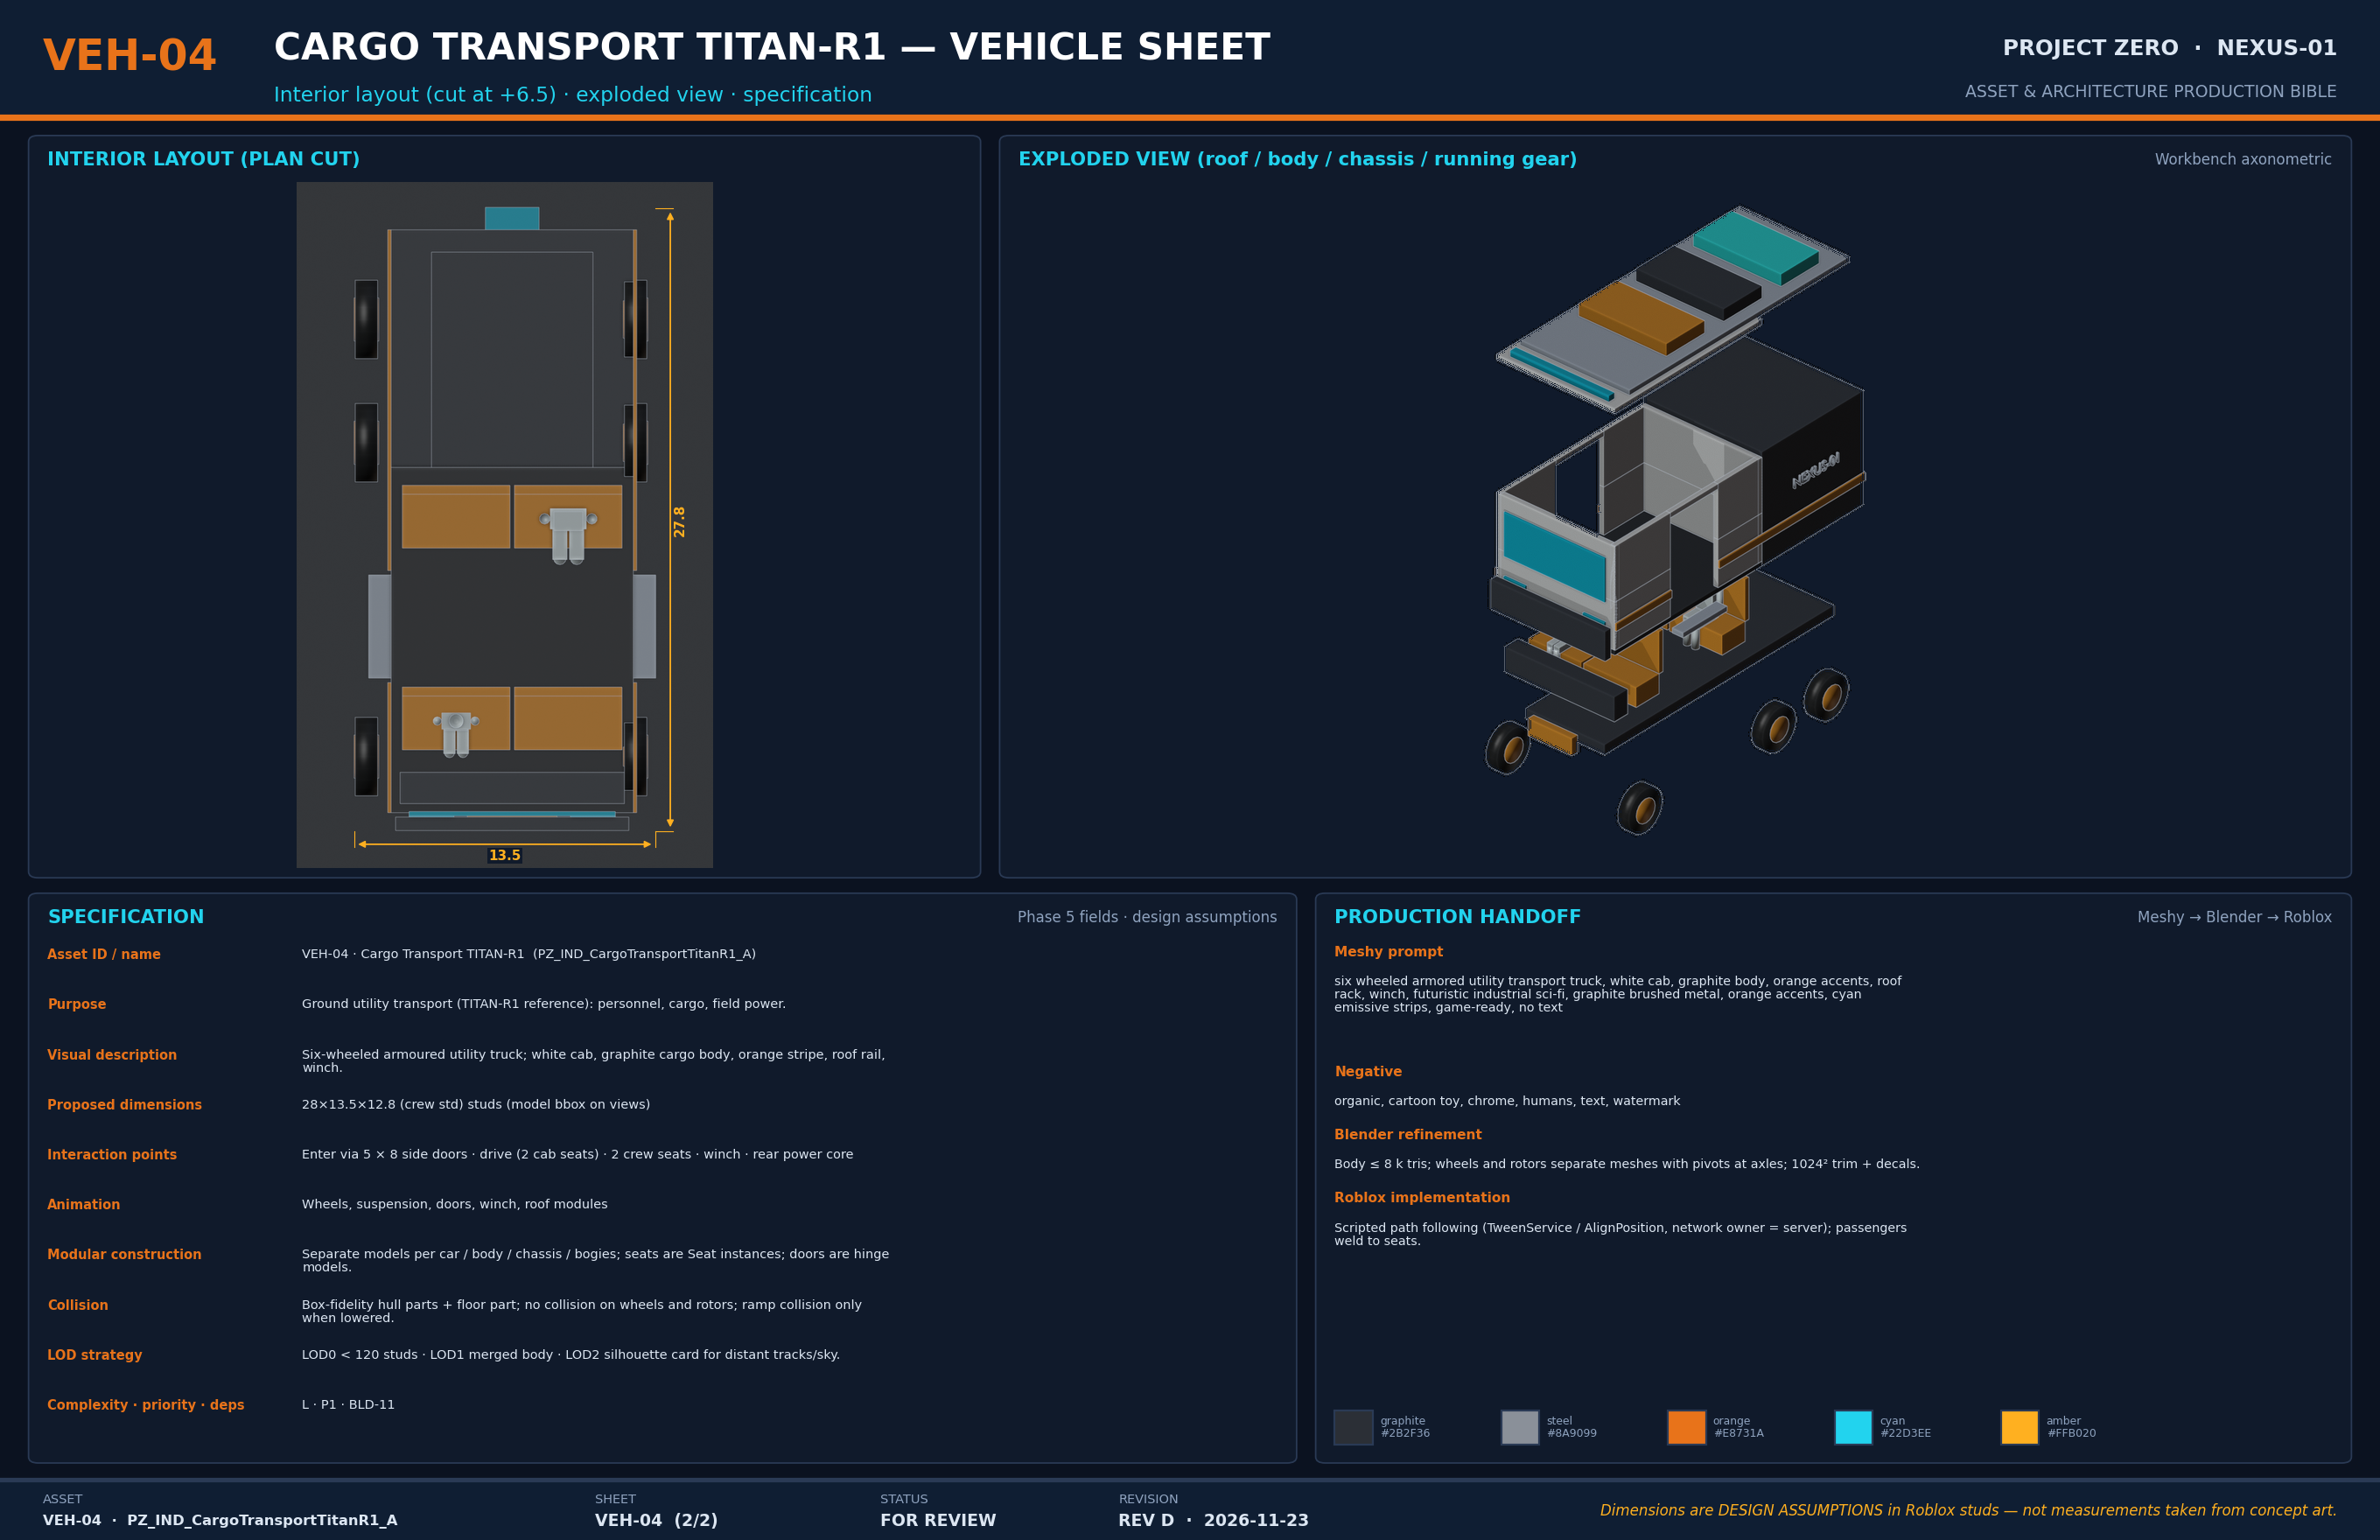 VEH-04
CARGO TRANSPORT TITAN-R1 — VEHICLE SHEET
Interior layout (cut at +6.5) · exploded view · specification
PROJECT ZERO · NEXUS-01
ASSET & ARCHITECTURE PRODUCTION BIBLE
INTERIOR LAYOUT (PLAN CUT)
27.8
13.5
EXPLODED VIEW (roof / body / chassis / running gear)
Workbench axonometric
SPECIFICATION
Phase 5 fields · design assumptions
Asset ID / name
VEH-04 · Cargo Transport TITAN-R1 (PZ_IND_CargoTransportTitanR1_A)
Purpose
Ground utility transport (TITAN-R1 reference): personnel, cargo, field power.
Visual description
Six-wheeled armoured utility truck; white cab, graphite cargo body, orange stripe, roof rail,
winch.
Proposed dimensions
28×13.5×12.8 (crew std) studs (model bbox on views)
Interaction points
Enter via 5 × 8 side doors · drive (2 cab seats) · 2 crew seats · winch · rear power core
Animation
Wheels, suspension, doors, winch, roof modules
Modular construction
Separate models per car / body / chassis / bogies; seats are Seat instances; doors are hinge
models.
Collision
Box-fidelity hull parts + floor part; no collision on wheels and rotors; ramp collision only
when lowered.
LOD strategy
LOD0 < 120 studs · LOD1 merged body · LOD2 silhouette card for distant tracks/sky.
Complexity · priority · deps
L · P1 · BLD-11
PRODUCTION HANDOFF
Meshy → Blender → Roblox
Meshy prompt
six wheeled armored utility transport truck, white cab, graphite body, orange accents, roof
rack, winch, futuristic industrial sci-fi, graphite brushed metal, orange accents, cyan
emissive strips, game-ready, no text
Negative
organic, cartoon toy, chrome, humans, text, watermark
Blender refinement
Body ≤ 8 k tris; wheels and rotors separate meshes with pivots at axles; 1024² trim + decals.
Roblox implementation
Scripted path following (TweenService / AlignPosition, network owner = server); passengers
weld to seats.
graphite
#2B2F36
steel
#8A9099
orange
#E8731A
cyan
#22D3EE
amber
#FFB020
ASSET
VEH-04 · PZ_IND_CargoTransportTitanR1_A
SHEET
VEH-04 (2/2)
STATUS
FOR REVIEW
REVISION
REV D · 2026-11-23
Dimensions are DESIGN ASSUMPTIONS in Roblox studs — not measurements taken from concept art.